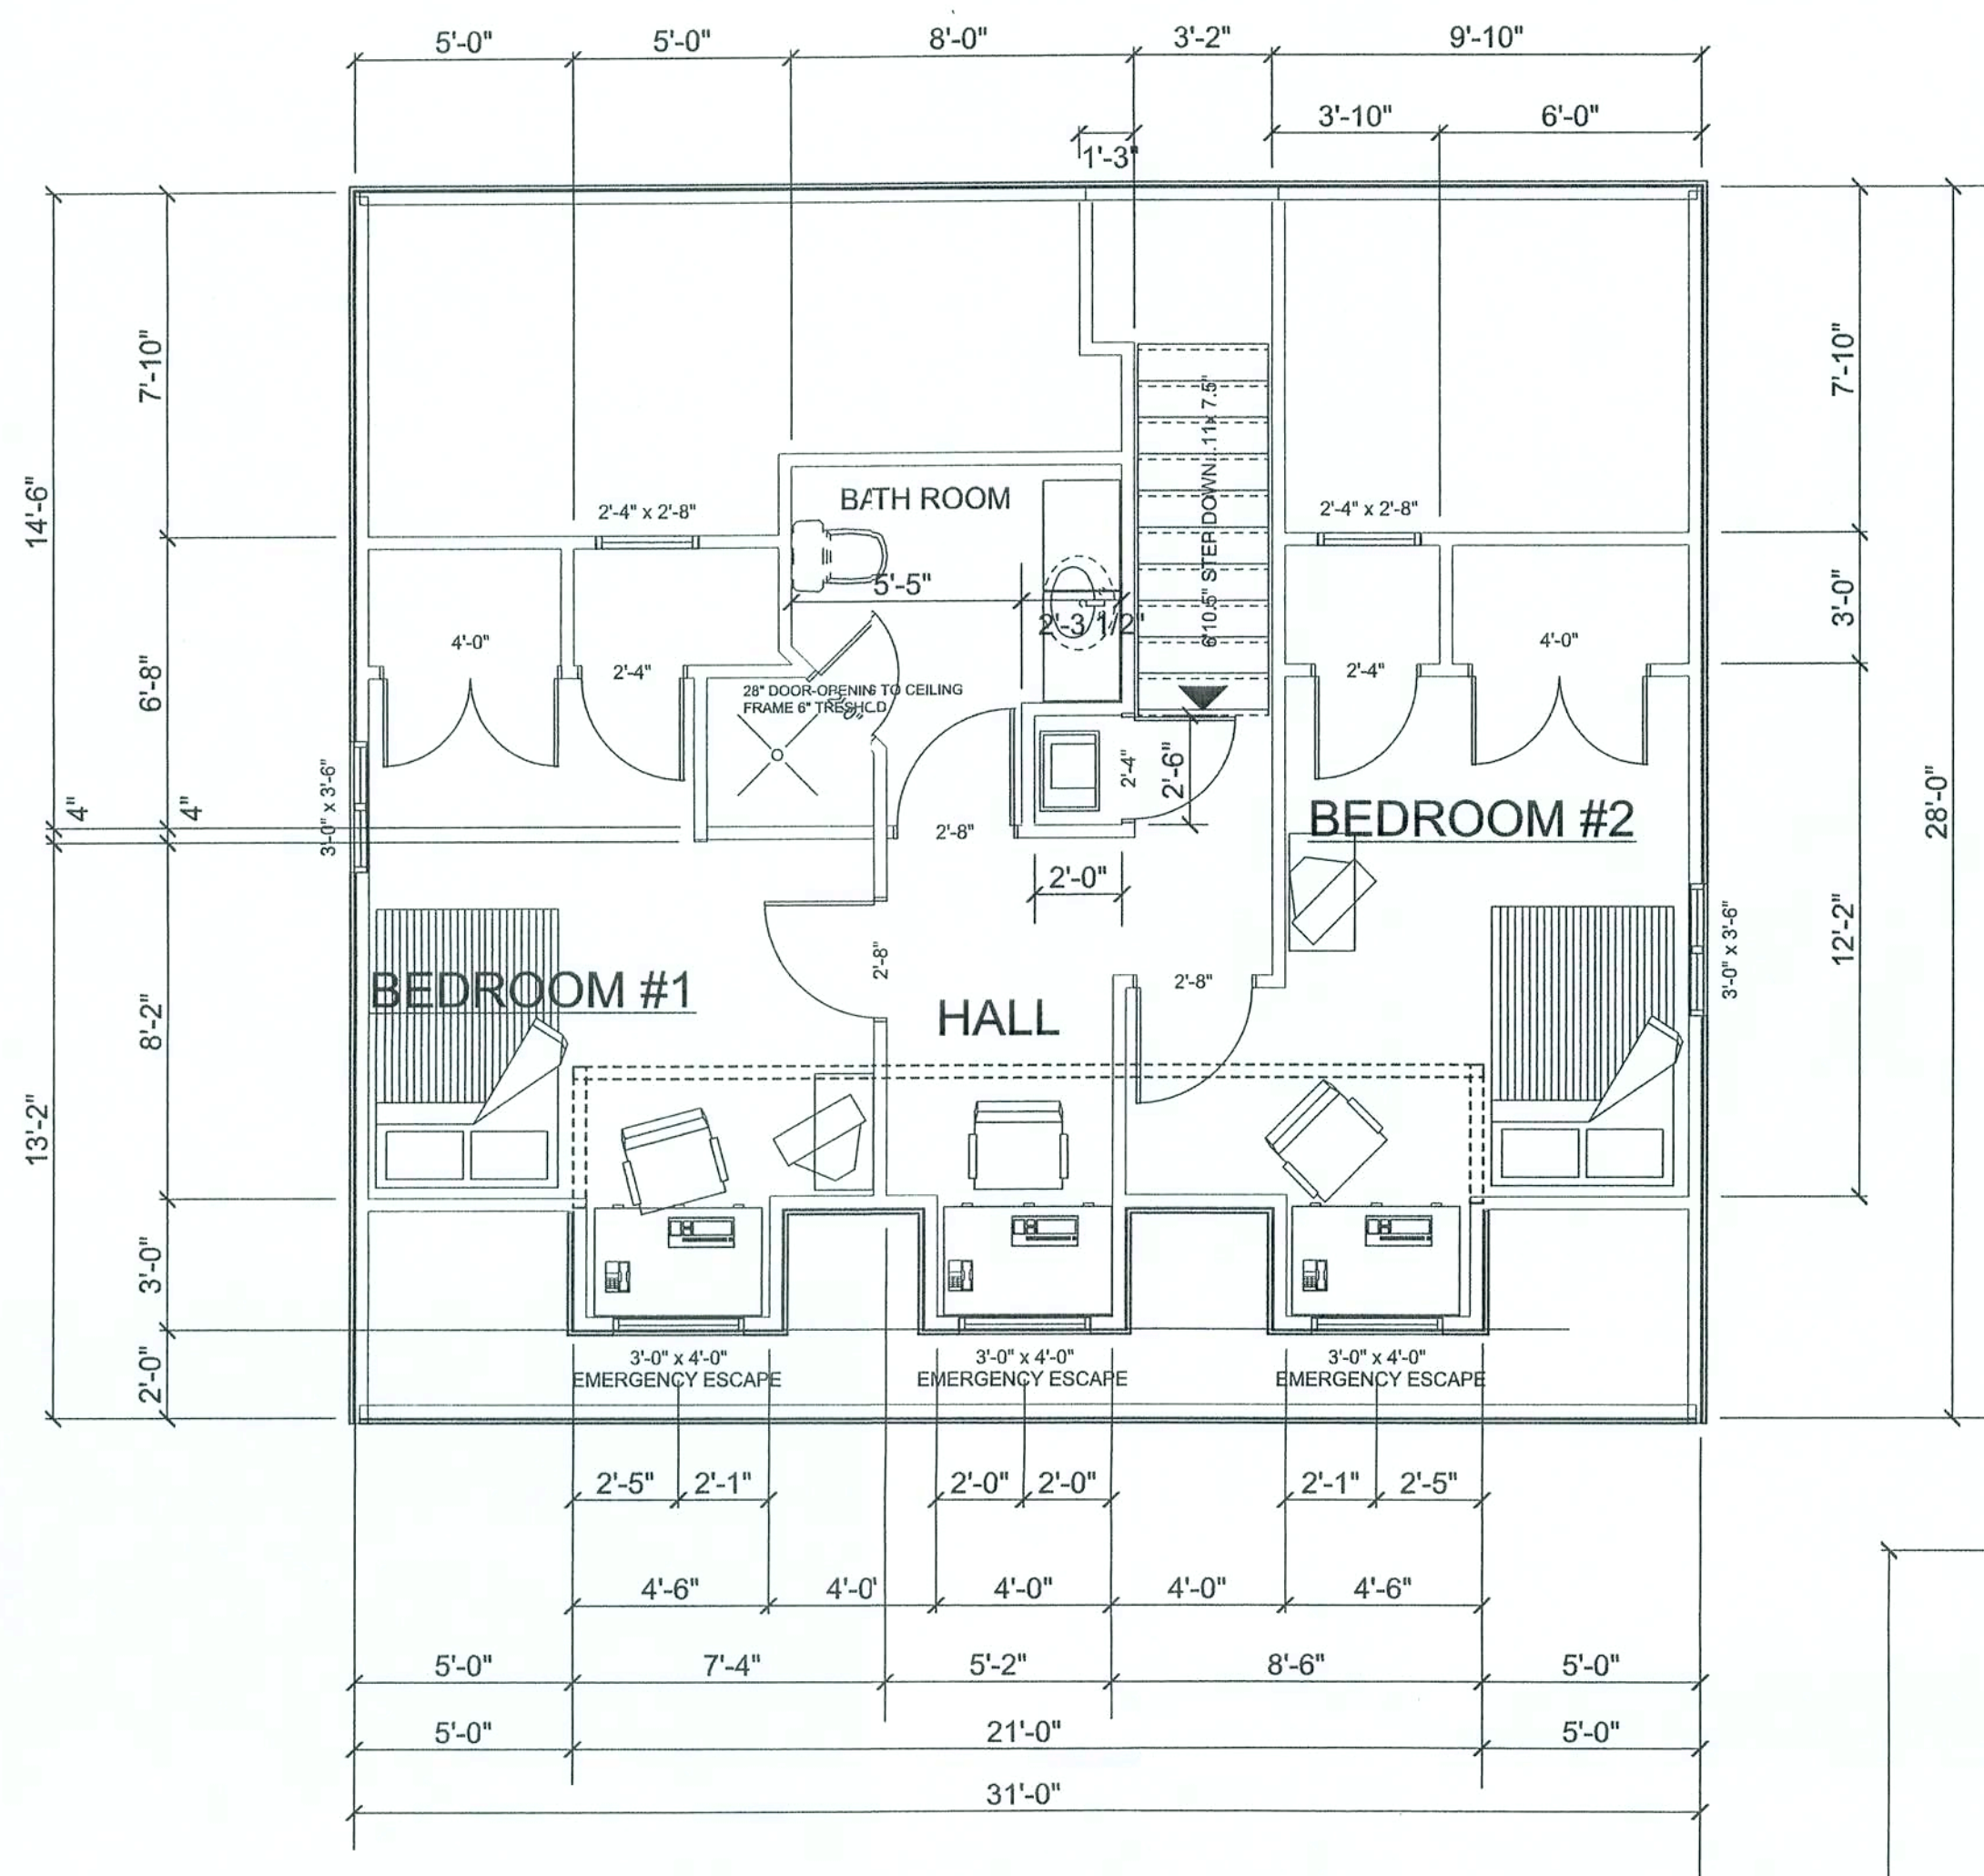 5'-0" 5'-0" 8'-0" 3'-2" 9'-10"
3'-10" 6'-0"
1'-3"
7'-10"
7'-10"
14'-6"
2'-4" x 2'-8"
BATH ROOM
2'-4" x 2'-8"
6'10.5" STEP DOWN...11x 7.5"
5'-5"
2'-3 1/2"
3'-0"
4'-0"
2'-4"
2'-4"
4'-0"
6'-8"
28" DOOR-OPENING TO CEILING
FRAME 6" TRESHOLD
2'-4"
2'-6"
3'-0" x 3'-6"
4"
4"
2'-8"
BEDROOM #2
28'-0"
2'-0"
12'-2"
3'-0" x 3'-6"
2'-8"
2'-8"
BEDROOM #1
HALL
8'-2"
13'-2"
3'-0"
2'-0"
3'-0" x 4'-0"
EMERGENCY ESCAPE
3'-0" x 4'-0"
EMERGENCY ESCAPE
3'-0" x 4'-0"
EMERGENCY ESCAPE
2'-5" 2'-1" 2'-0" 2'-0" 2'-1" 2'-5"
4'-6" 4'-0' 4'-0" 4'-0" 4'-6"
5'-0" 7'-4" 5'-2" 8'-6" 5'-0"
5'-0" 21'-0" 5'-0"
31'-0"